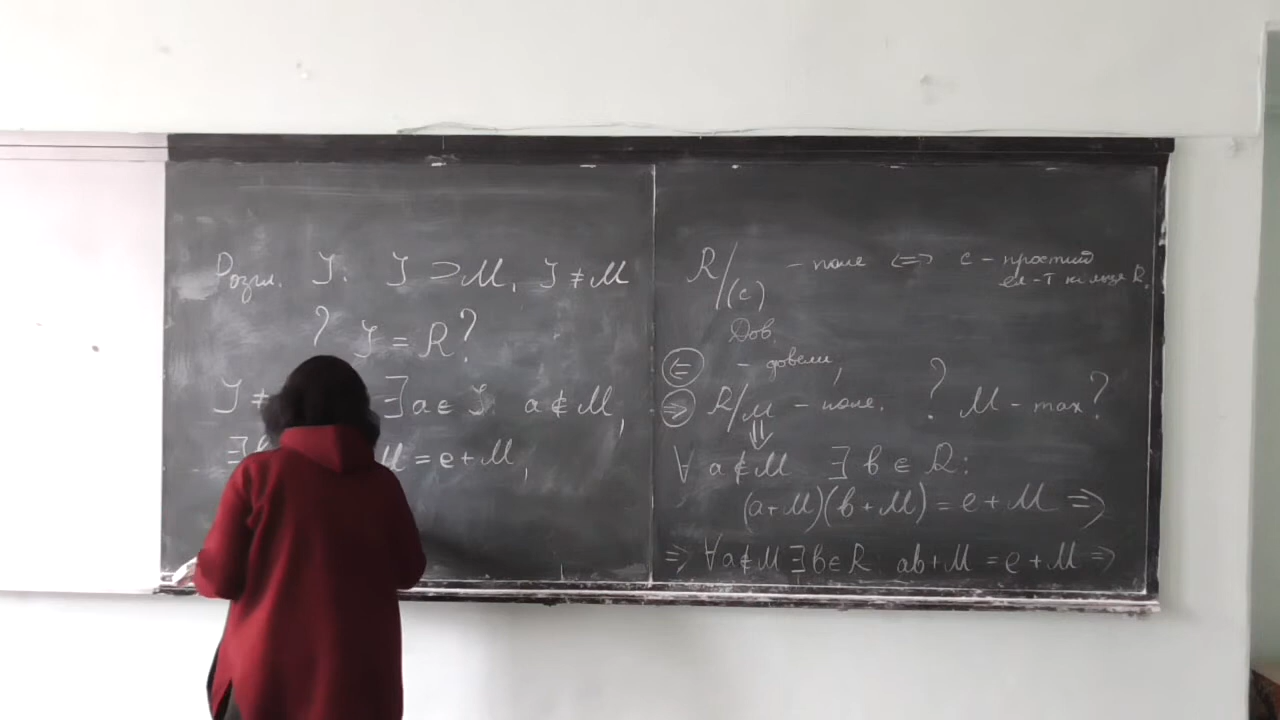 Розгл. J: J ⊃ M, J ≠ M
? J = R ?
J ≠ ∃ a ∈ J a ∉ M,
∃ M = e + M,
R/(c) – поле ⇔ c – простий
ел-т кільця R.
Дов.
⇐ – довели,
⇒ R/M – поле. ? M – max ?
⇓
∀ a ∉ M ∃ b ∈ R:
(a+M)(b+M) = e + M ⇒
⇒ ∀ a ∉ M ∃ b ∈ R ab + M = e + M ⇒